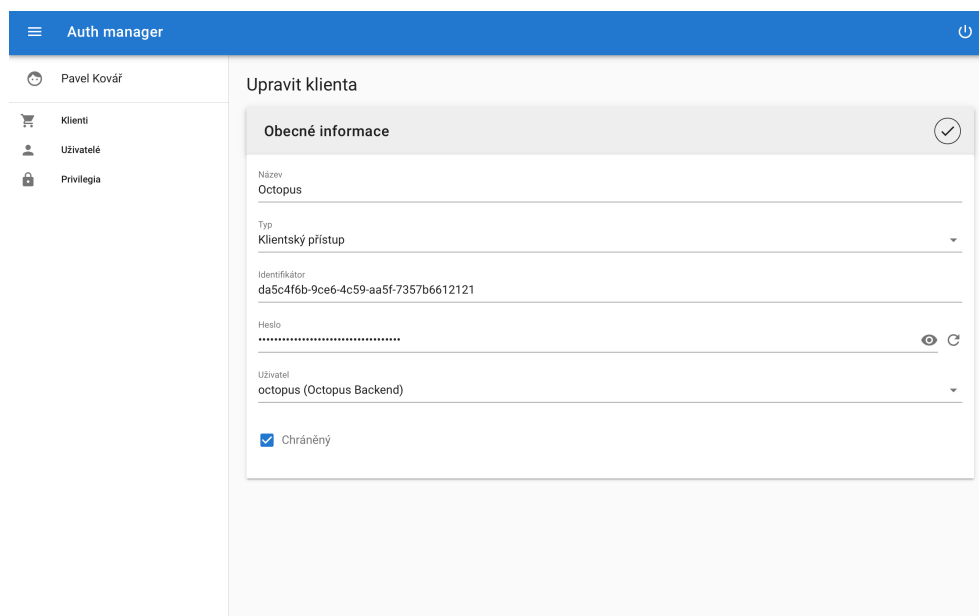 Auth manager
Pavel Kovář
Klienti
Uživatelé
Privilegia
Upravit klienta
Obecné informace
Název
Octopus
Typ
Klientský přístup
Identifikátor
da5c4f6b-9ce6-4c59-aa5f-7357b6612121
Heslo
••••••••••••••••••••••••••••••••••••
Uživatel
octopus (Octopus Backend)
Chráněný